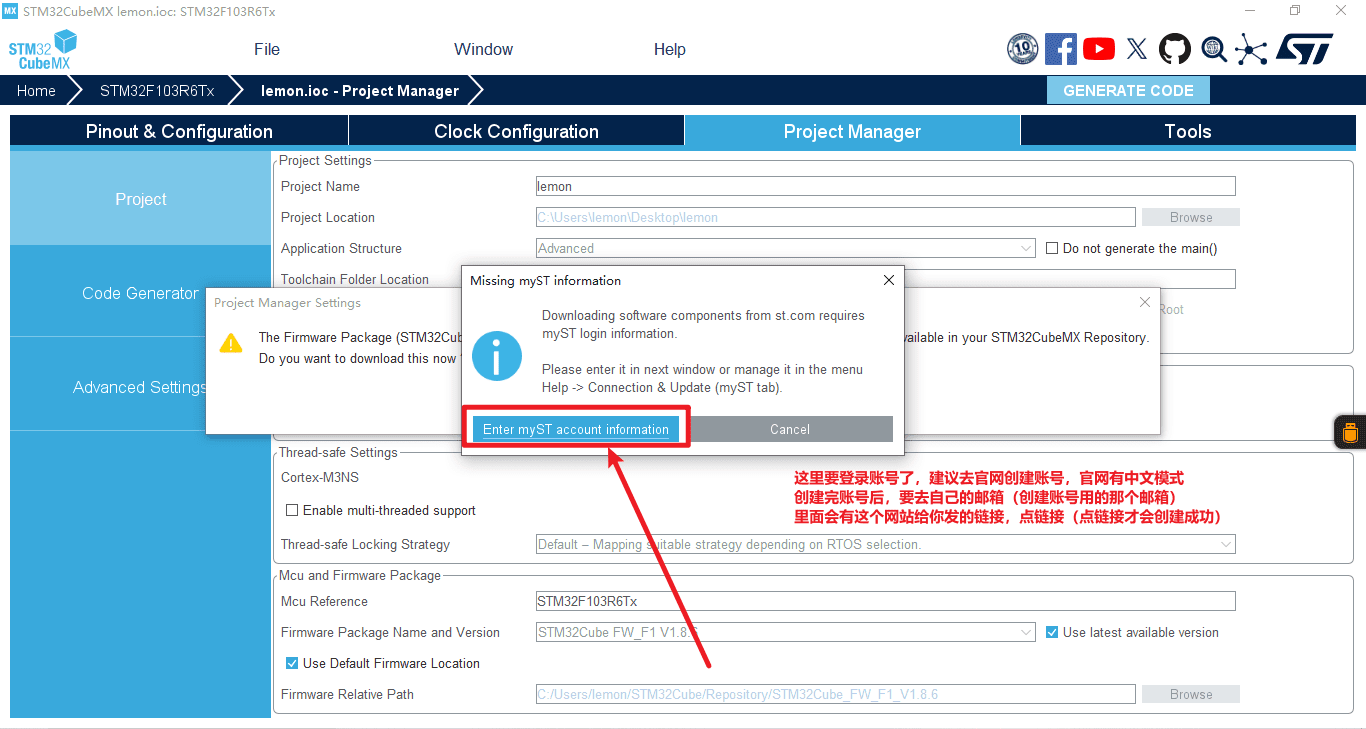 MX STM32CubeMX lemon.ioc: STM32F103R6Tx
STM32
CubeMX
File
Window
Help
10
ST
Home
STM32F103R6Tx
lemon.ioc - Project Manager
GENERATE CODE
Pinout & Configuration
Clock Configuration
Project Manager
Tools
Project
Code Generator
Advanced Settings
Project Settings
Project Name
lemon
Project Location
C:\Users\lemon\Desktop\lemon
Browse
Application Structure
Advanced
Do not generate the main()
Toolchain Folder Location
Root
Project Manager Settings
The Firmware Package (STM32Cub
vailable in your STM32CubeMX Repository.
Do you want to download this now
Missing myST information
Downloading software components from st.com requires
myST login information.
Please enter it in next window or manage it in the menu
Help -> Connection & Update (myST tab).
Enter myST account information
Cancel
这里要登录账号了，建议去官网创建账号，官网有中文模式
创建完账号后，要去自己的邮箱（创建账号用的那个邮箱）
里面会有这个网站给你发的链接，点链接（点链接才会创建成功）
Thread-safe Settings
Cortex-M3NS
Enable multi-threaded support
Thread-safe Locking Strategy
Default – Mapping suitable strategy depending on RTOS selection.
Mcu and Firmware Package
Mcu Reference
STM32F103R6Tx
Firmware Package Name and Version
STM32Cube FW_F1 V1.8.6
Use latest available version
Use Default Firmware Location
Firmware Relative Path
C:/Users/lemon/STM32Cube/Repository/STM32Cube_FW_F1_V1.8.6
Browse